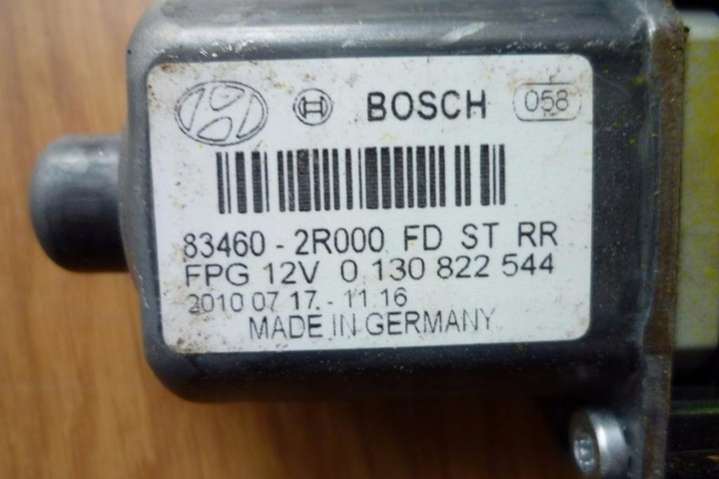 BOSCH 058
83460 - 2R000 FD ST RR
FPG 12V 0 130 822 544
2010 07 17 - 11.16
MADE IN GERMANY